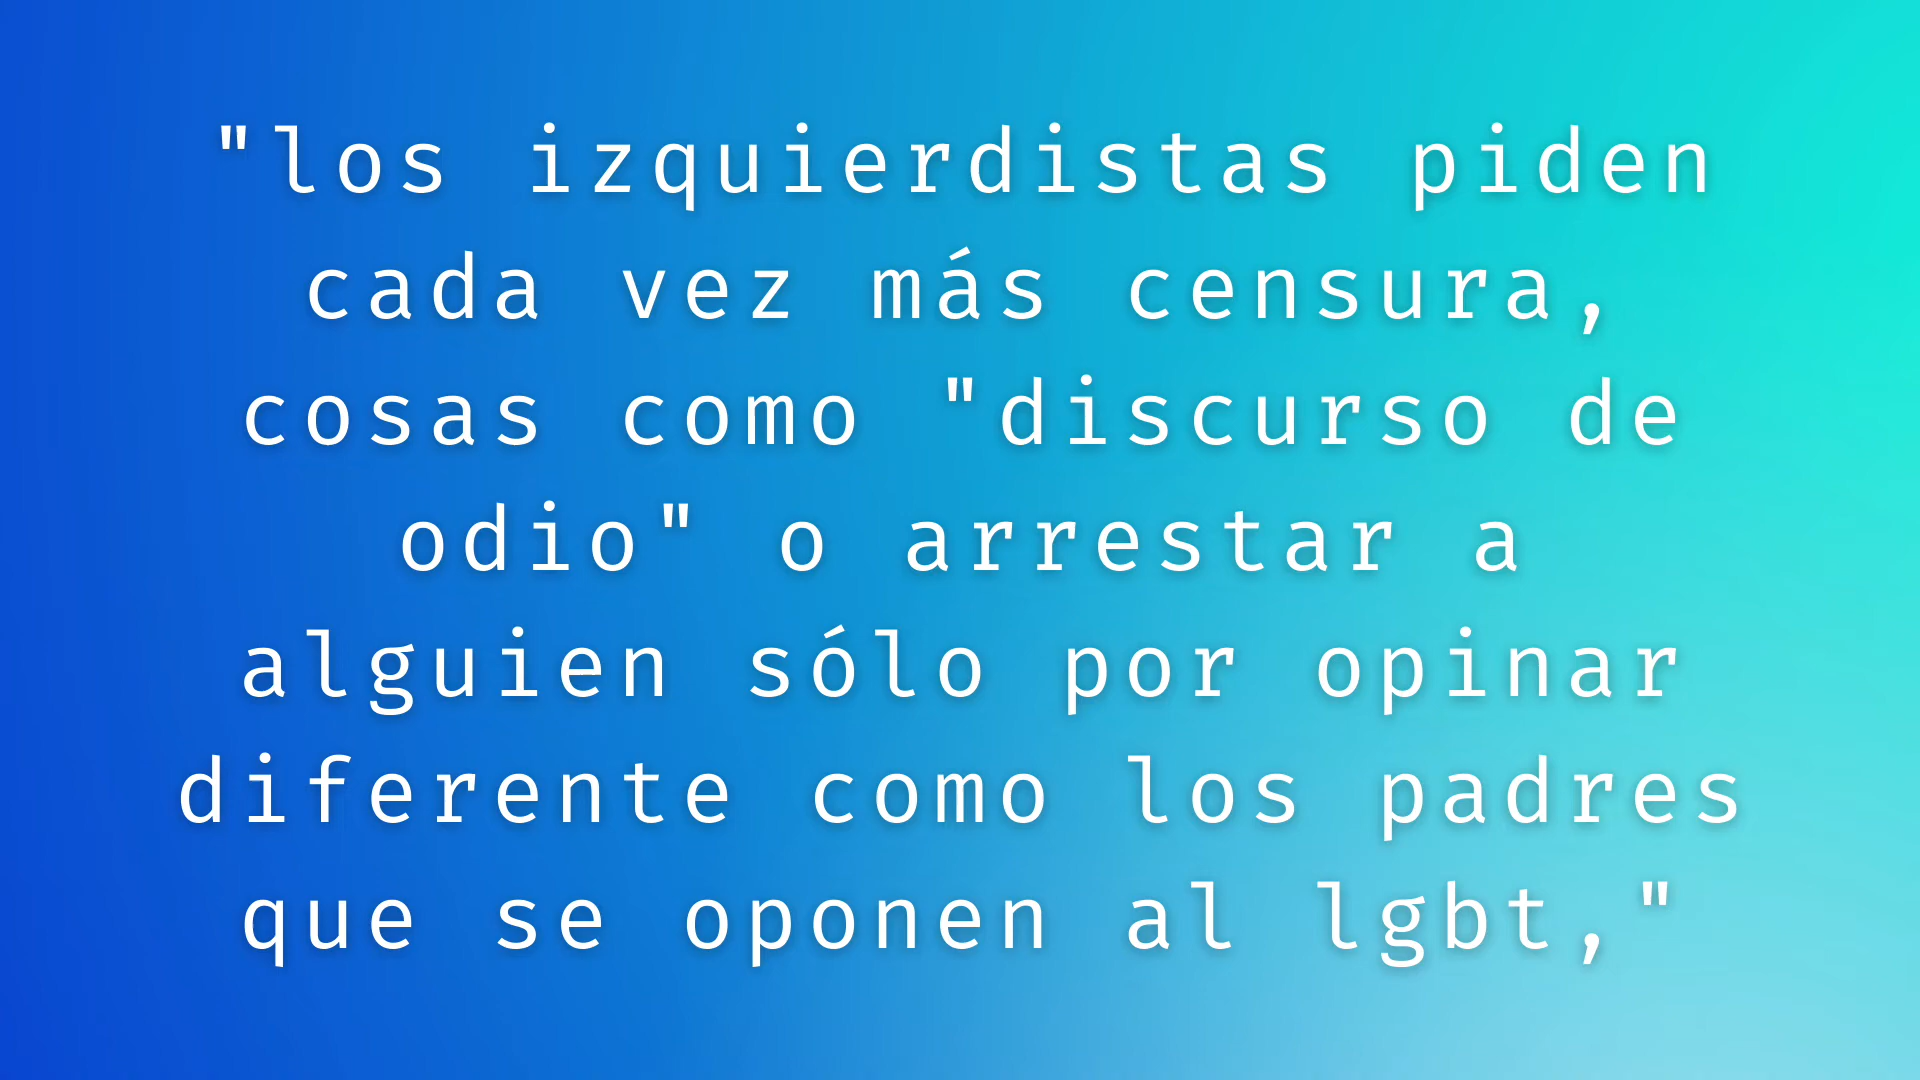 "los izquierdistas piden
cada vez más censura,
cosas como "discurso de
odio" o arrestar a
alguien sólo por opinar
diferente como los padres
que se oponen al lgbt,"